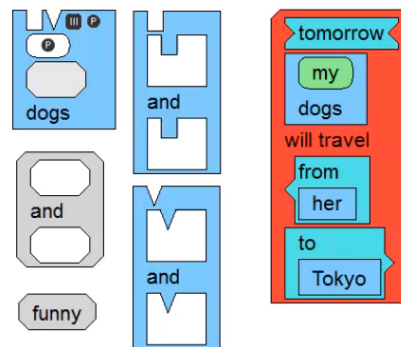 P
P
dogs
and
funny
and
and
tomorrow
my
dogs
will travel
from
her
to
Tokyo